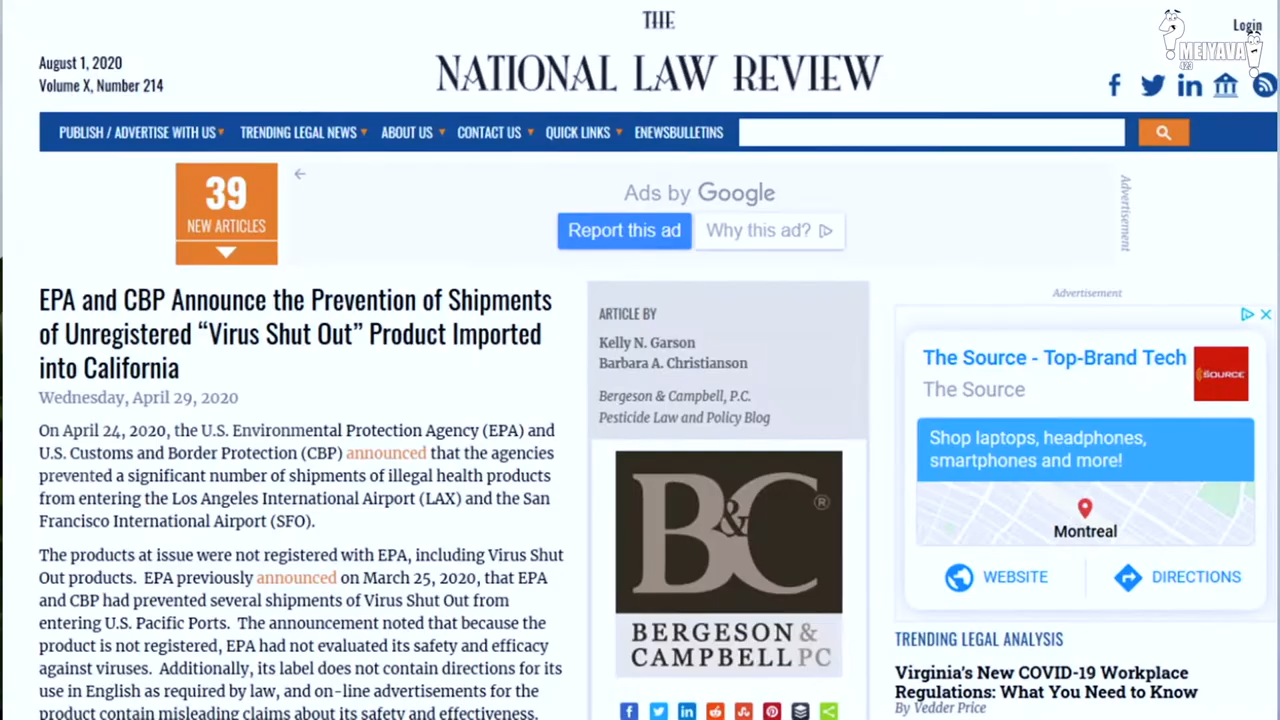 THE
NATIONAL LAW REVIEW
Login
MEIYAVA
423
August 1, 2020
Volume X, Number 214
PUBLISH / ADVERTISE WITH US
TRENDING LEGAL NEWS
ABOUT US
CONTACT US
QUICK LINKS
ENEWSBULLETINS
39
NEW ARTICLES
Ads by Google
Report this ad
Why this ad?
Advertisement
EPA and CBP Announce the Prevention of Shipments
of Unregistered “Virus Shut Out” Product Imported
into California
Wednesday, April 29, 2020
On April 24, 2020, the U.S. Environmental Protection Agency (EPA) and
U.S. Customs and Border Protection (CBP) announced that the agencies
prevented a significant number of shipments of illegal health products
from entering the Los Angeles International Airport (LAX) and the San
Francisco International Airport (SFO).
The products at issue were not registered with EPA, including Virus Shut
Out products.  EPA previously announced on March 25, 2020, that EPA
and CBP had prevented several shipments of Virus Shut Out from
entering U.S. Pacific Ports.  The announcement noted that because the
product is not registered, EPA had not evaluated its safety and efficacy
against viruses.  Additionally, its label does not contain directions for its
use in English as required by law, and on-line advertisements for the
product contain misleading claims about its safety and effectiveness.
ARTICLE BY
Kelly N. Garson
Barbara A. Christianson
Bergeson & Campbell, P.C.
Pesticide Law and Policy Blog
B&C®
BERGESON &
CAMPBELL PC
Advertisement
The Source - Top-Brand Tech
The Source
THE SOURCE
Shop laptops, headphones,
smartphones and more!
Montreal
WEBSITE
DIRECTIONS
TRENDING LEGAL ANALYSIS
Virginia’s New COVID-19 Workplace
Regulations: What You Need to Know
By Vedder Price